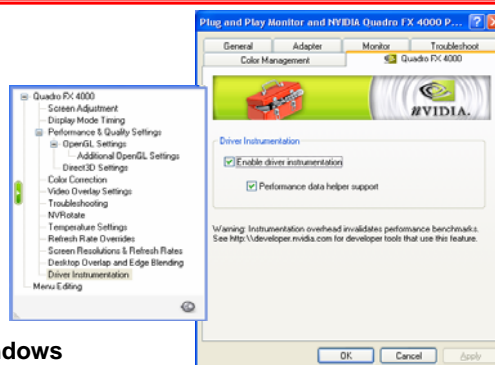 Plug and Play Monitor and NVIDIA Quadro FX 4000 P...
General Adapter Monitor Troubleshoot
Color Management Quadro FX 4000
NVIDIA.
Driver Instrumentation
Enable driver instrumentation
Performance data helper support
Warning: Instrumentation overhead invalidates performance benchmarks.
See http:\\developer.nvidia.com for developer tools that use this feature.
OK Cancel Apply
Quadro FX 4000
Screen Adjustment
Display Mode Timing
Performance & Quality Settings
OpenGL Settings
Additional OpenGL Settings
Direct3D Settings
Color Correction
Video Overlay Settings
Troubleshooting
NVRotate
Temperature Settings
Refresh Rate Overrides
Screen Resolutions & Refresh Rates
Desktop Overlap and Edge Blending
Driver Instrumentation
Menu Editing
ndows